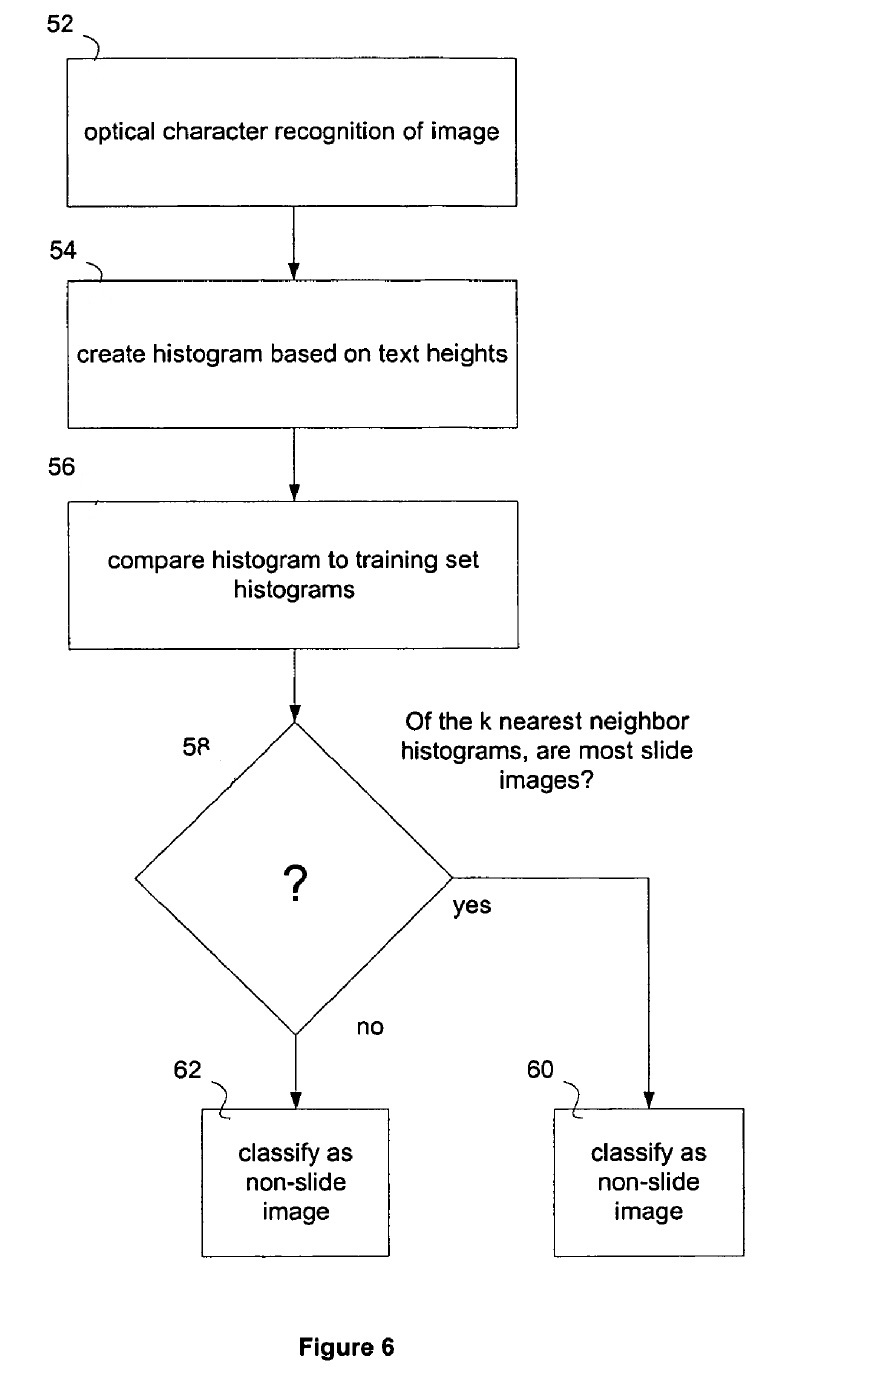 52
optical character recognition of image
54
create histogram based on text heights
56
compare histogram to training set
histograms
58
Of the k nearest neighbor
histograms, are most slide
images?
?
yes
no
62
60
classify as
non-slide
image
classify as
non-slide
image
Figure 6